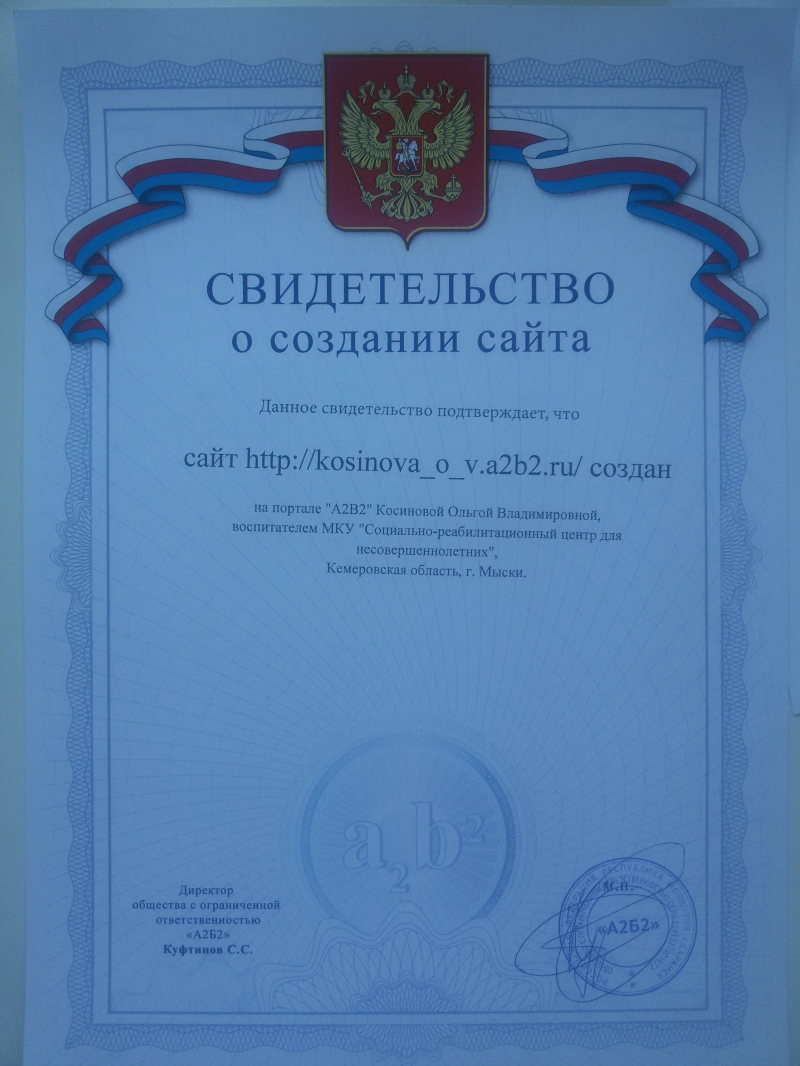 СВИДЕТЕЛЬСТВО
о создании сайта
Данное свидетельство подтверждает, что
сайт http://kosinova_o_v.a2b2.ru/ создан
на портале "A2B2" Косиновой Ольгой Владимировной,
воспитателем МКУ "Социально-реабилитационный центр для
несовершеннолетних",
Кемеровская область, г. Мыски.
a2b2
Директор
общества с ограниченной
ответственностью
«А2Б2»
Куфтинов С.С.
М.П.
«А2Б2»
РЕСПУБЛИКА